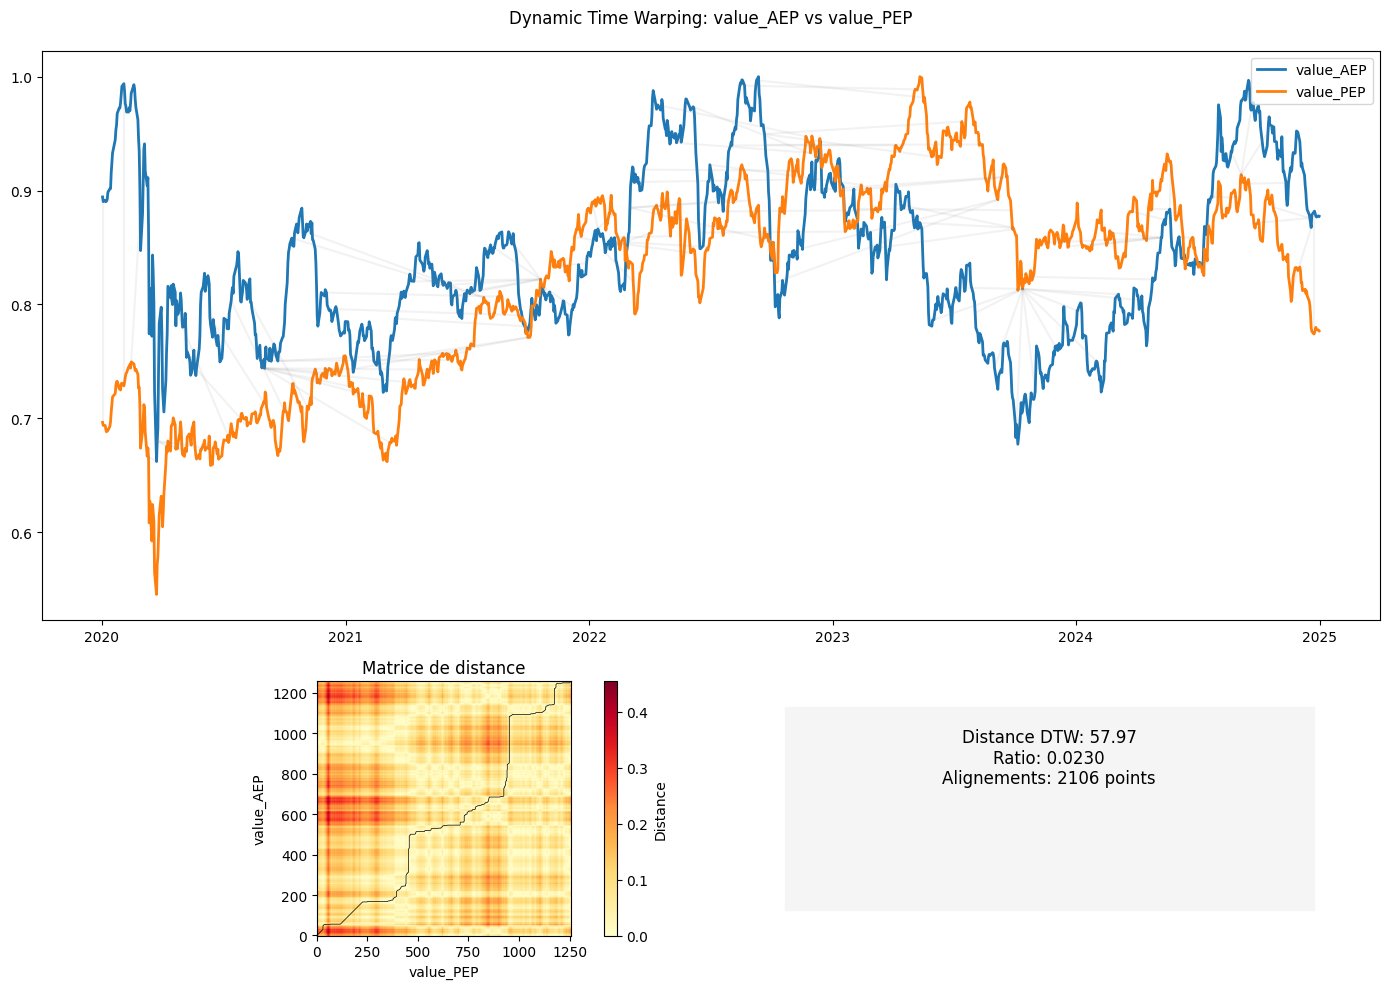 Dynamic Time Warping: value_AEP vs value_PEP
value_AEP
value_PEP
1.0
0.9
0.8
0.7
0.6
2020 2021 2022 2023 2024 2025
Matrice de distance
value_AEP
1200
1000
800
600
400
200
0
0 250 500 750 1000 1250
value_PEP
0.4
0.3
0.2
0.1
0.0
Distance
Distance DTW: 57.97
Ratio: 0.0230
Alignements: 2106 points